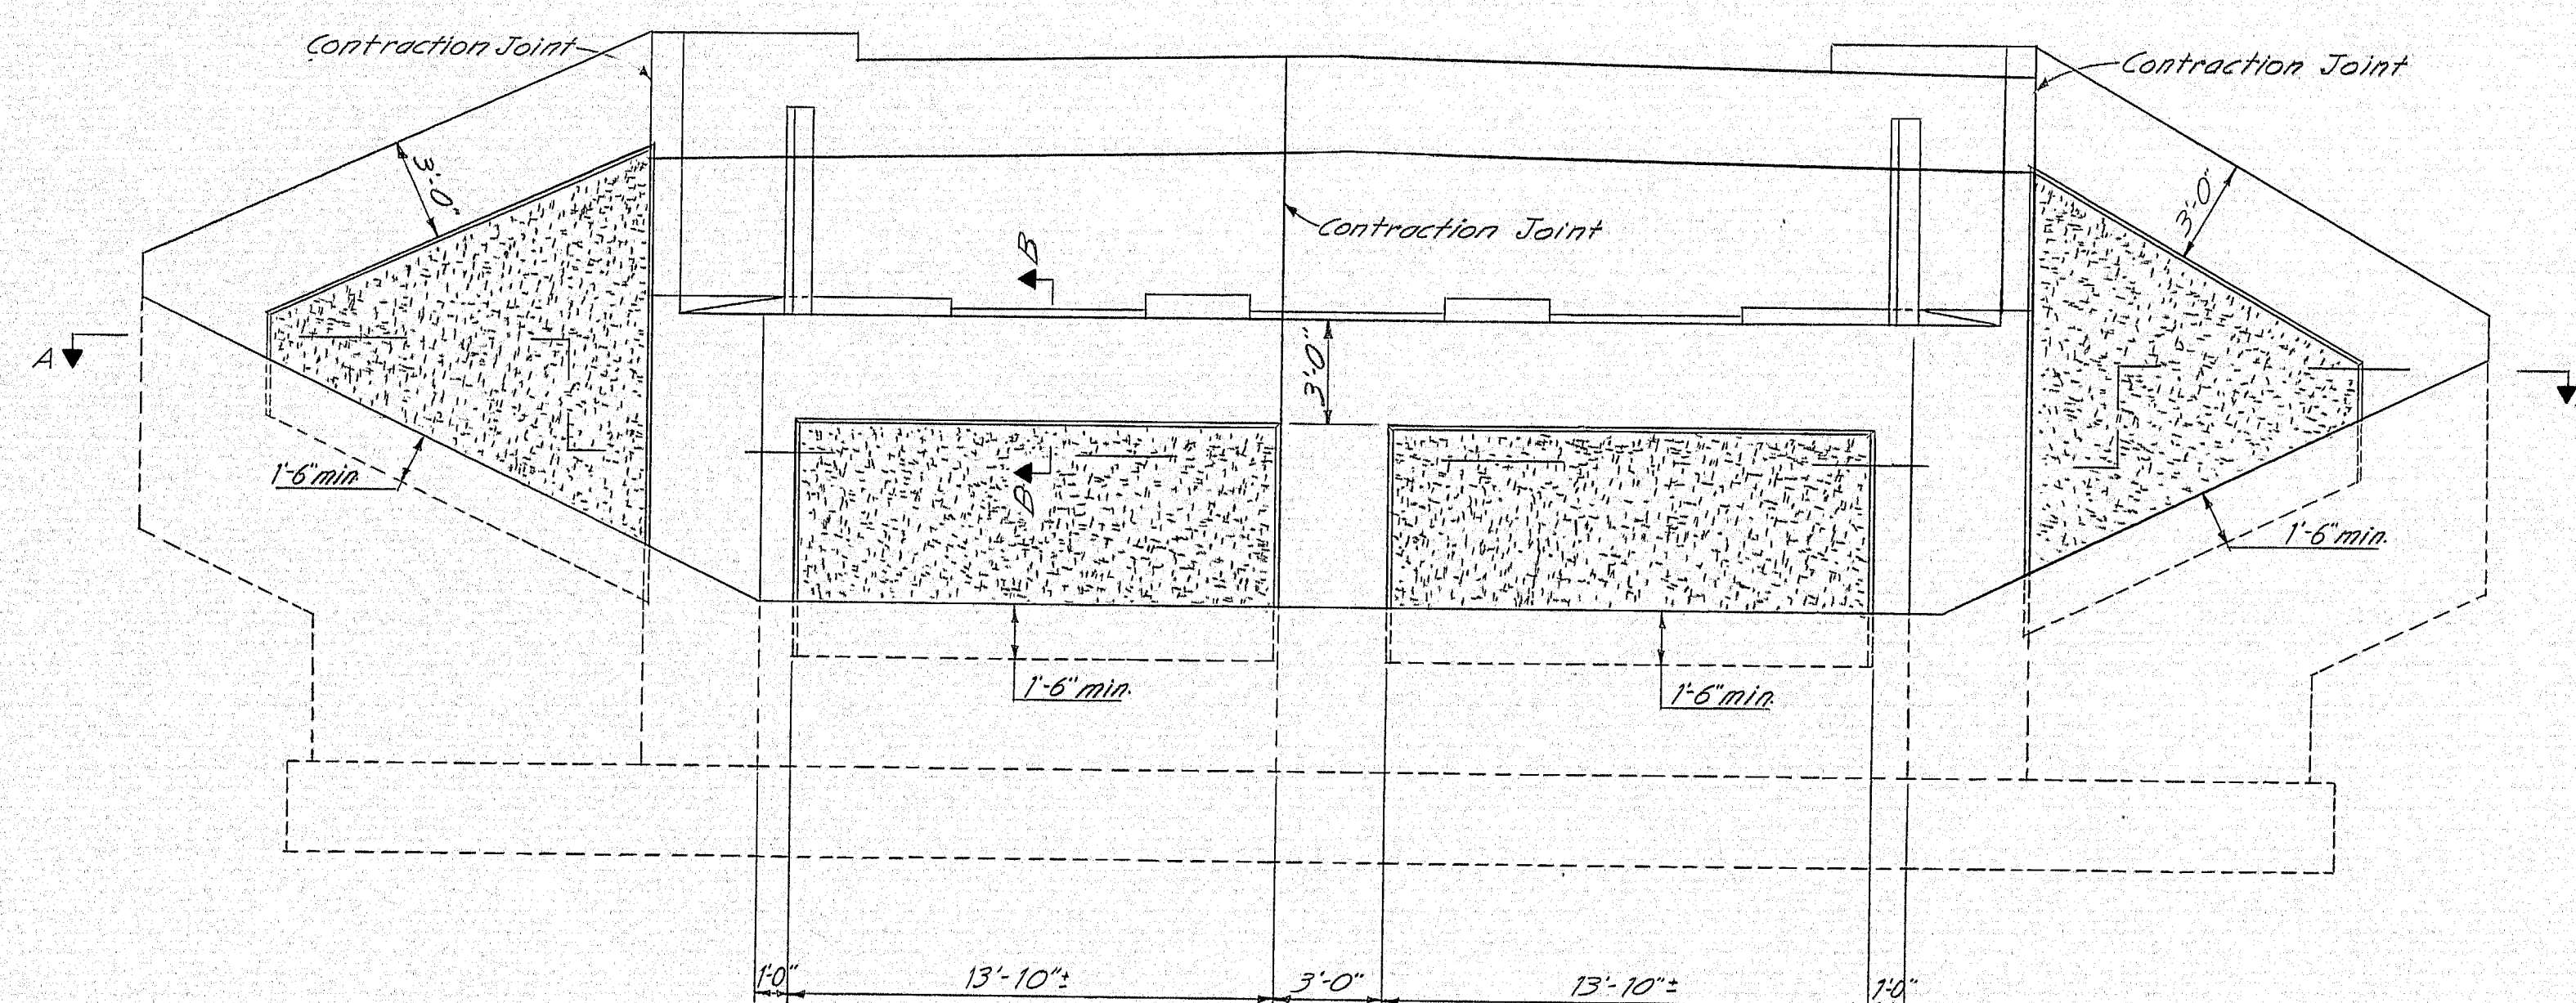 Contraction Joint
Contraction Joint
3'-0"
3'-0"
Contraction Joint
B
A
3'-0"
B
1'-6" min.
1'-6" min.
1'-6" min.
1'-6" min.
1'-0"
13'-10"±
3'-0"
13'-10"±
1'-0"